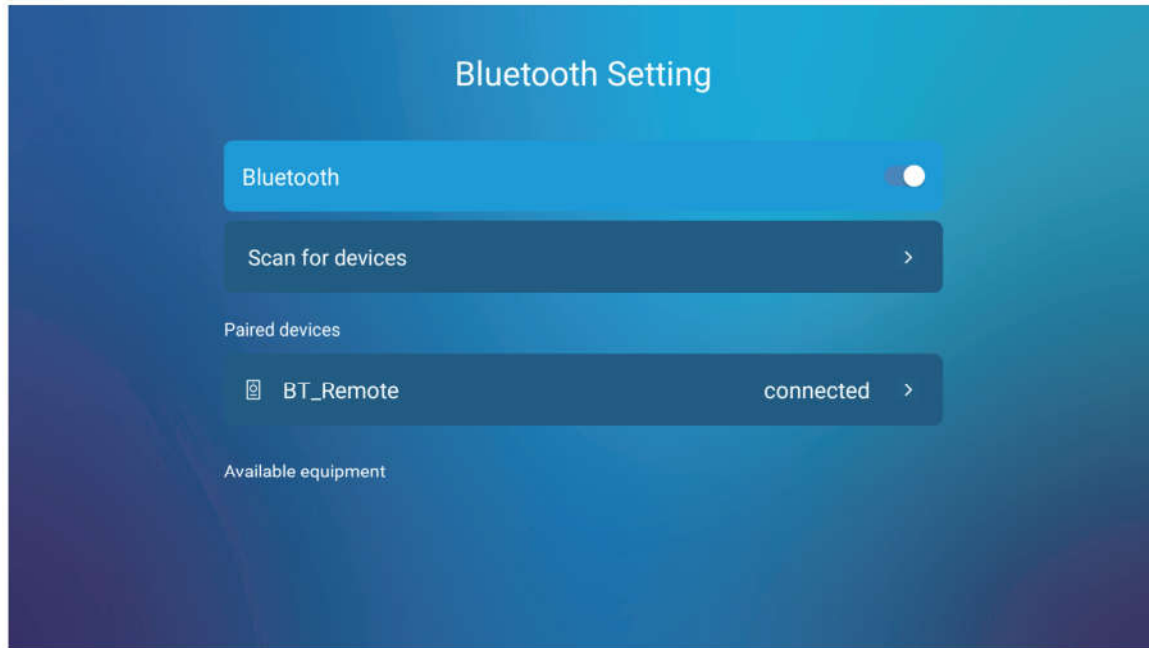 Bluetooth Setting
Bluetooth
Scan for devices
Paired devices
BT_Remote connected
Available equipment